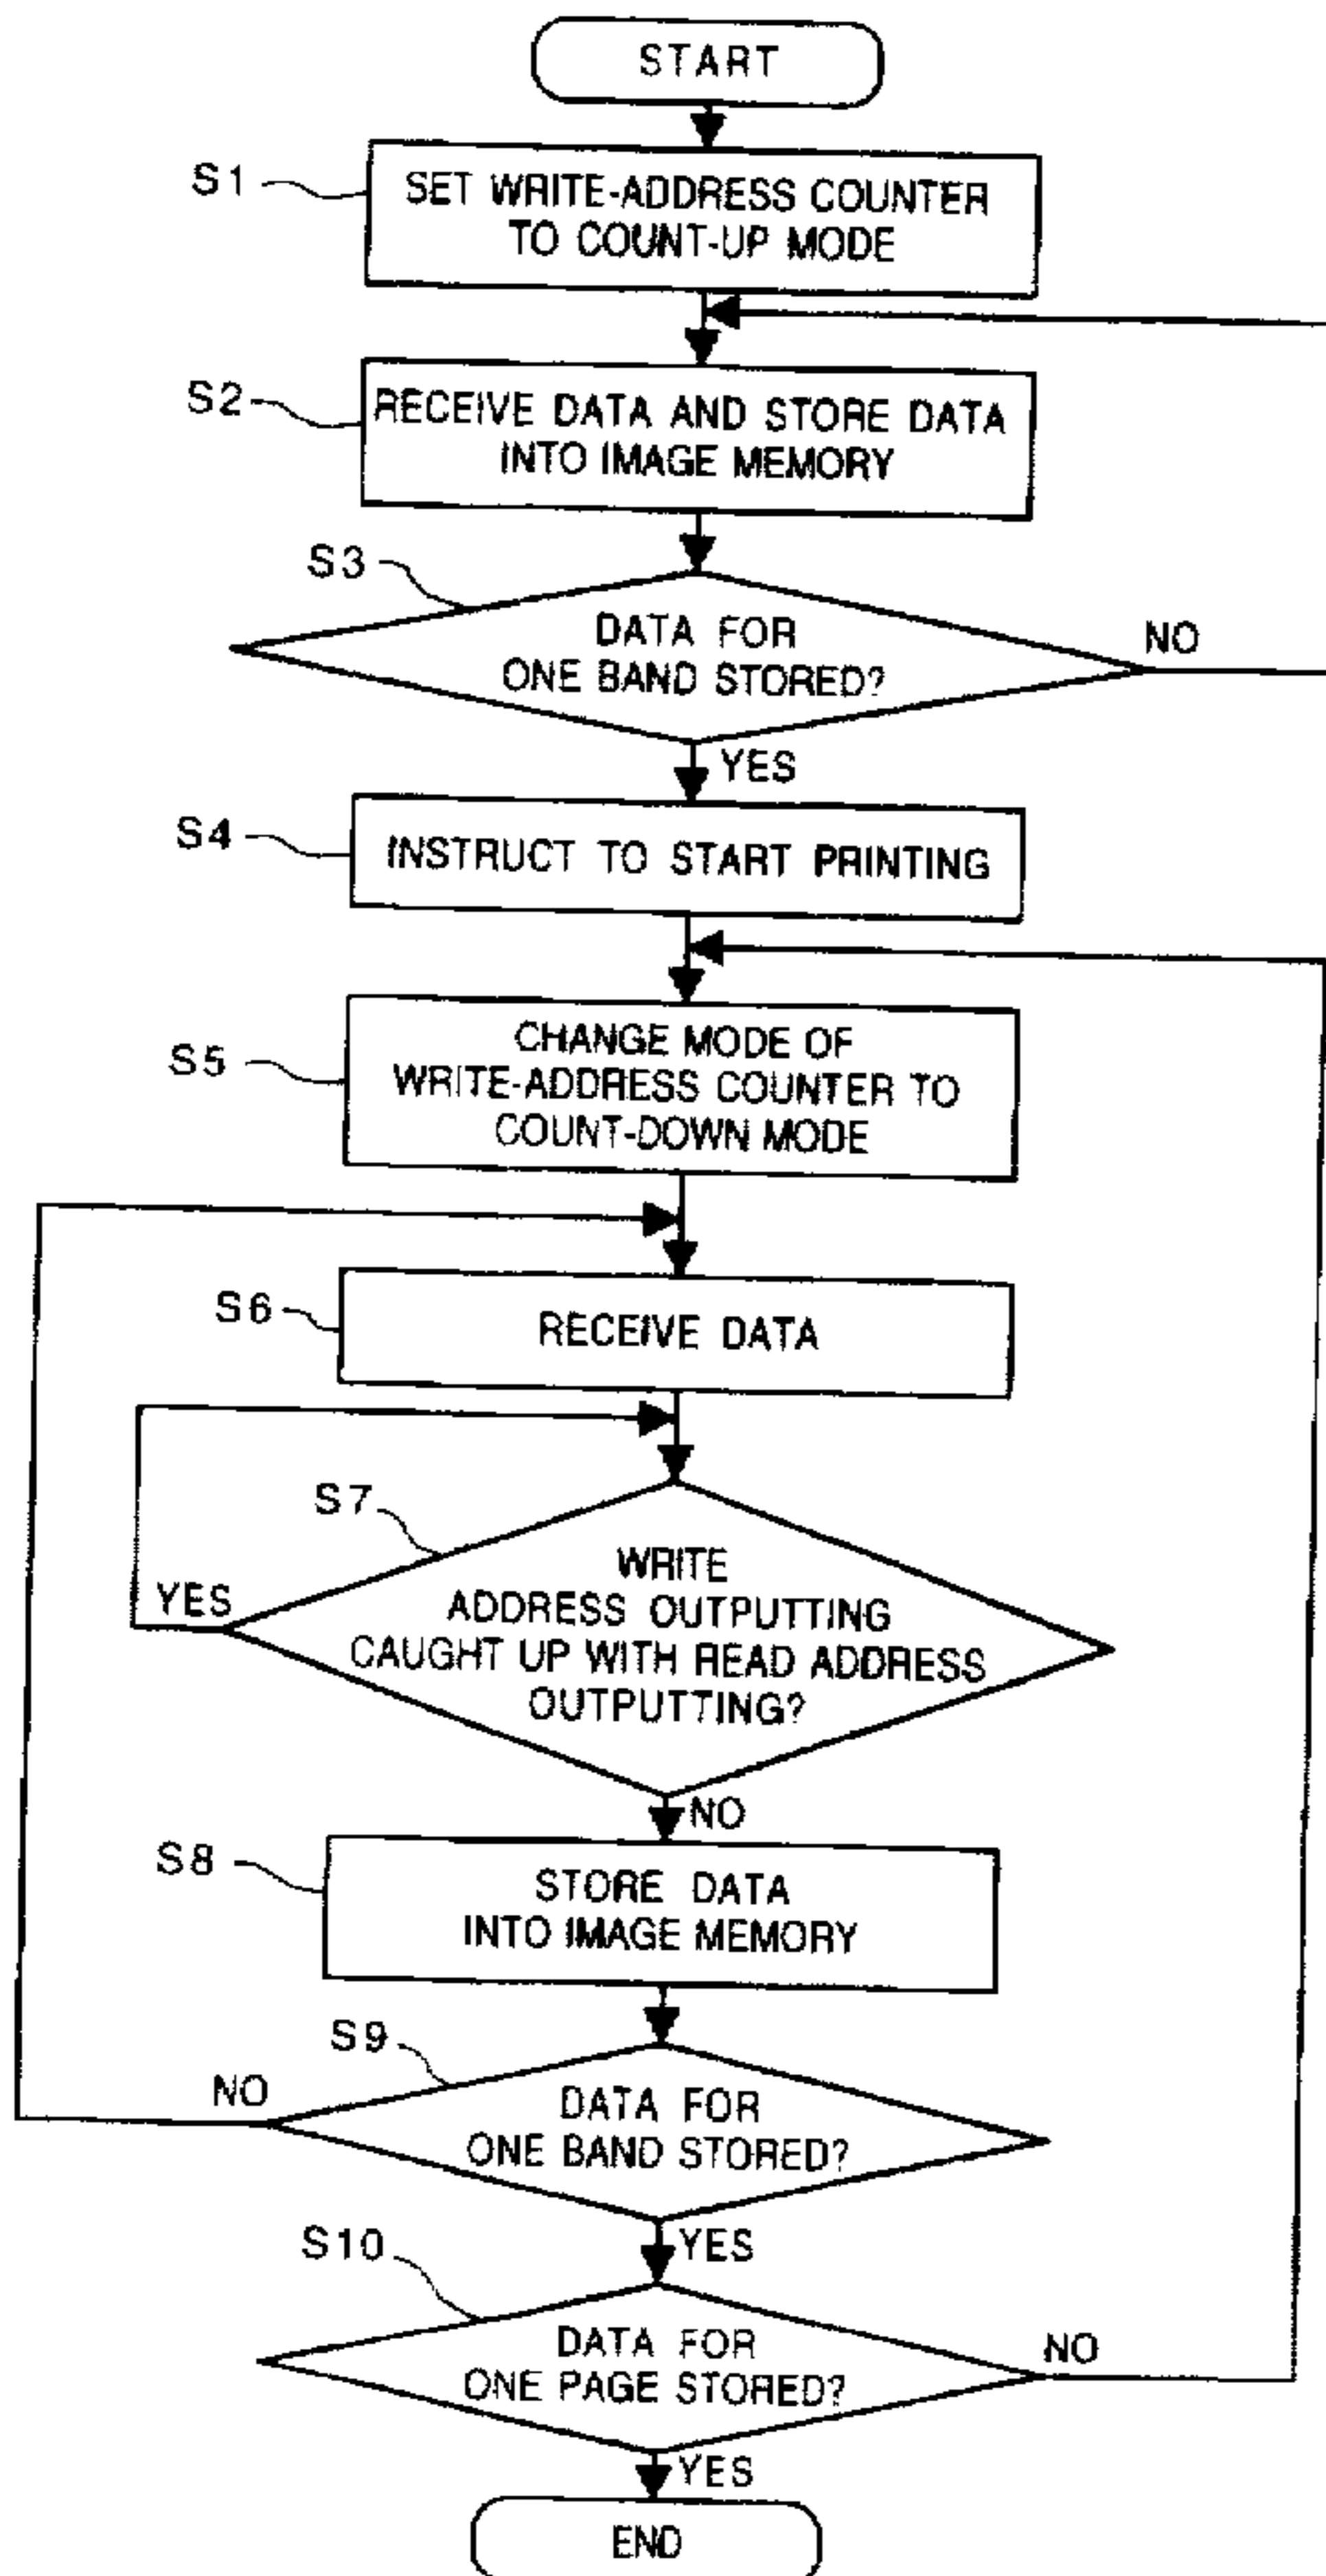 START
S1
SET WRITE-ADDRESS COUNTER
TO COUNT-UP MODE
S2
RECEIVE DATA AND STORE DATA
INTO IMAGE MEMORY
S3
DATA FOR
ONE BAND STORED?
NO
YES
S4
INSTRUCT TO START PRINTING
S5
CHANGE MODE OF
WRITE-ADDRESS COUNTER TO
COUNT-DOWN MODE
S6
RECEIVE DATA
S7
WRITE
ADDRESS OUTPUTTING
CAUGHT UP WITH READ ADDRESS
OUTPUTTING?
YES
NO
S8
STORE DATA
INTO IMAGE MEMORY
S9
DATA FOR
ONE BAND STORED?
NO
YES
S10
DATA FOR
ONE PAGE STORED?
NO
YES
END